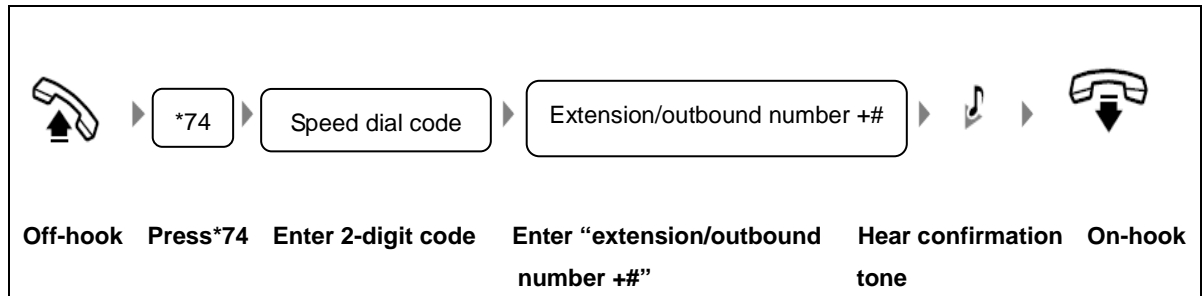 *74 Speed dial code Extension/outbound number +#
Off-hook Press*74 Enter 2-digit code Enter “extension/outbound Hear confirmation On-hook
number +#” tone